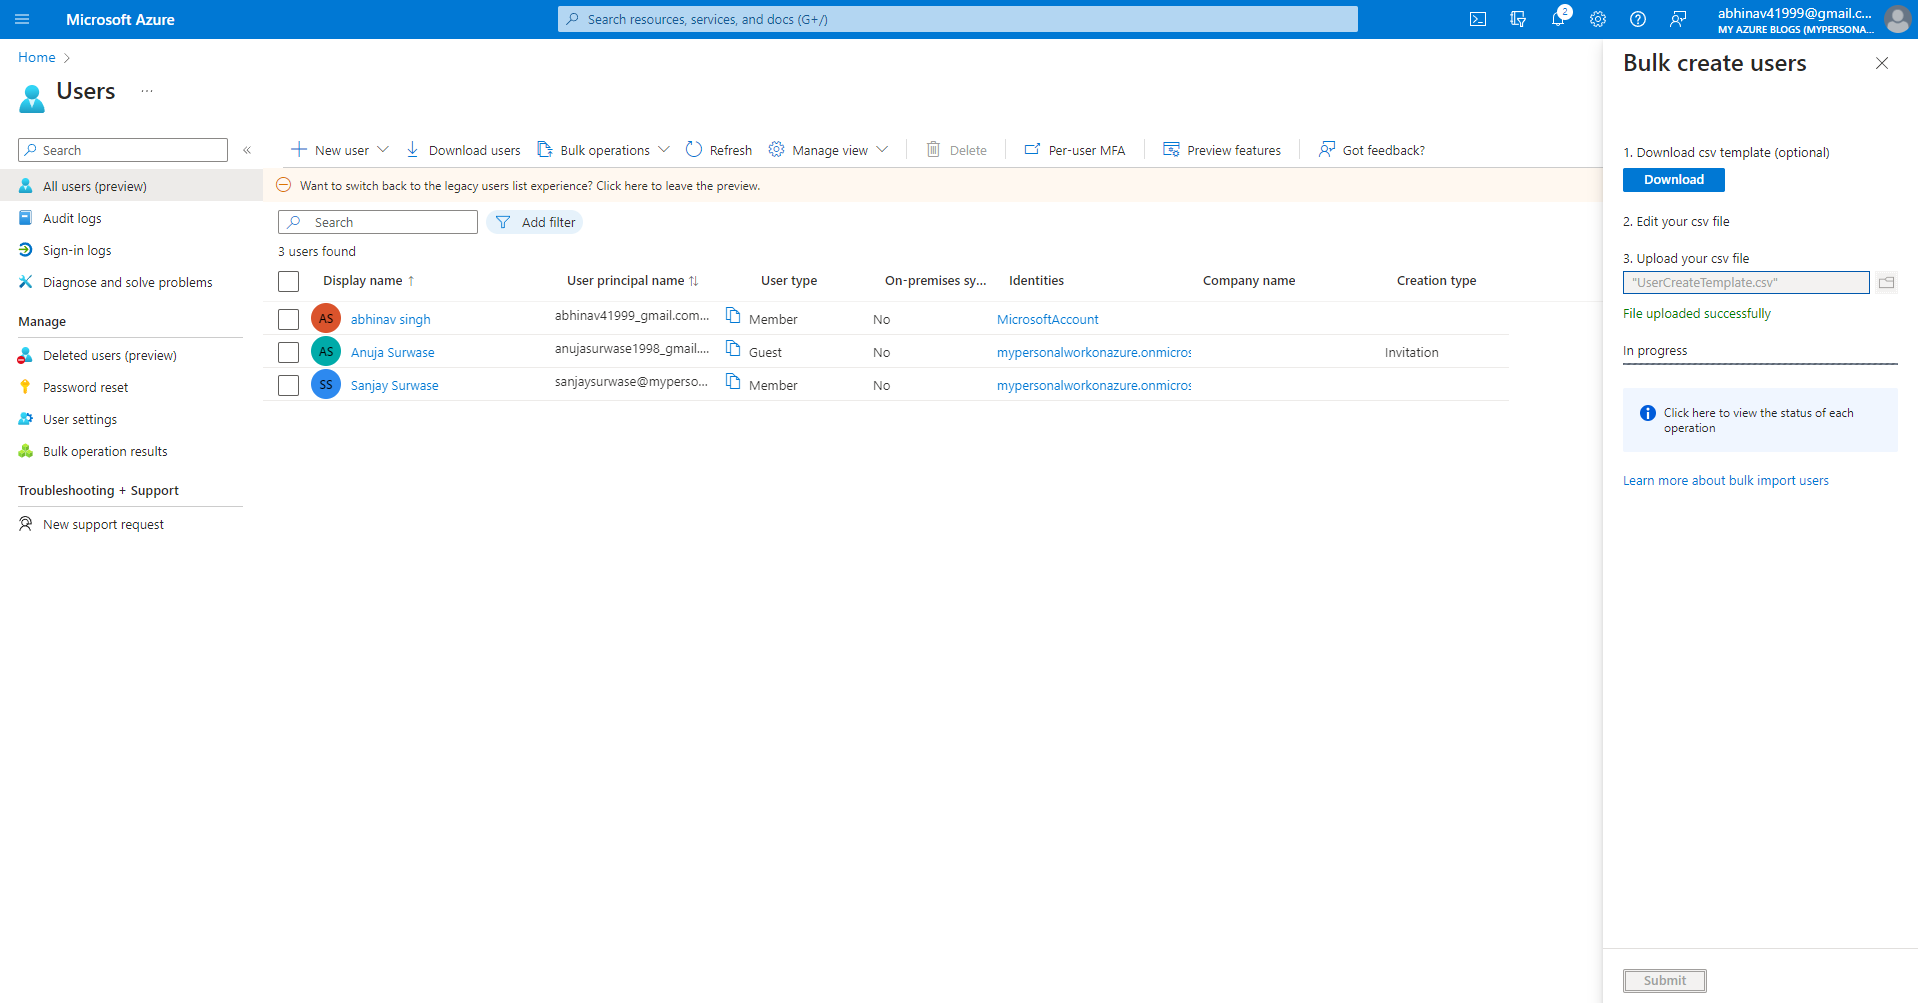 Microsoft Azure
Search resources, services, and docs (G+/)
2
abhinav41999@gmail.c...
MY AZURE BLOGS (MYPERSONA...
Home
Users
...
Search
«
New user
Download users
Bulk operations
Refresh
Manage view
Delete
Per-user MFA
Preview features
Got feedback?
All users (preview)
Audit logs
Sign-in logs
Diagnose and solve problems
Manage
Deleted users (preview)
Password reset
User settings
Bulk operation results
Troubleshooting + Support
New support request
Want to switch back to the legacy users list experience? Click here to leave the preview.
Search
Add filter
3 users found
Display name ↑ User principal name ↑↓ User type On-premises sy... Identities Company name Creation type
AS abhinav singh abhinav41999_gmail.com... Member No MicrosoftAccount
AS Anuja Surwase anujasurwase1998_gmail.... Guest No mypersonalworkonazure.onmicros Invitation
SS Sanjay Surwase sanjaysurwase@myperso... Member No mypersonalworkonazure.onmicros
Bulk create users
1. Download csv template (optional)
Download
2. Edit your csv file
3. Upload your csv file
"UserCreateTemplate.csv"
File uploaded successfully
In progress
Click here to view the status of each
operation
Learn more about bulk import users
Submit